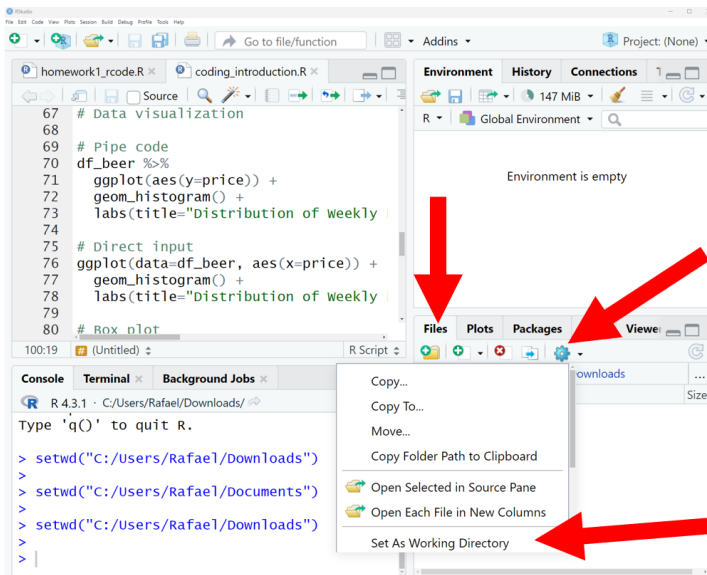 RStudio
File Edit Code View Plots Session Build Debug Profile Tools Help
Go to file/function
Addins
Project: (None)
homework1_rcode.R
coding_introduction.R
Source
67 # Data visualization
68
69 # Pipe code
70 df_beer %>%
71 ggplot(aes(y=price)) +
72 geom_histogram() +
73 labs(title="Distribution of Weekly
74
75 # Direct input
76 ggplot(data=df_beer, aes(x=price)) +
77 geom_histogram() +
78 labs(title="Distribution of Weekly
79
80 # Box plot
100:19 (Untitled) R Script
Console Terminal Background Jobs
R 4.3.1 · C:/Users/Rafael/Downloads/
Type 'q()' to quit R.
> setwd("C:/Users/Rafael/Downloads")
>
> setwd("C:/Users/Rafael/Documents")
>
> setwd("C:/Users/Rafael/Downloads")
>
>
Environment History Connections
147 MiB
R Global Environment
Environment is empty
Files Plots Packages Viewer
ownloads ...
Size
Copy...
Copy To...
Move...
Copy Folder Path to Clipboard
Open Selected in Source Pane
Open Each File in New Columns
Set As Working Directory